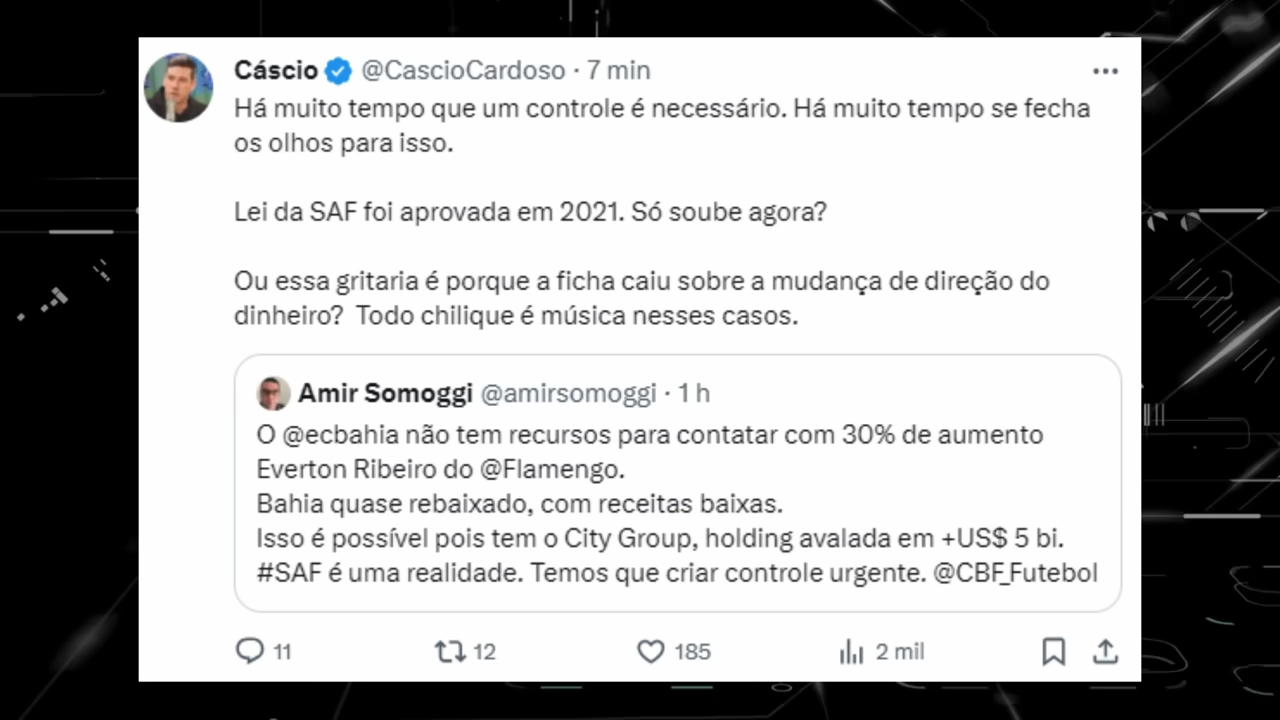 Cáscio @CascioCardoso · 7 min
Há muito tempo que um controle é necessário. Há muito tempo se fecha
os olhos para isso.
Lei da SAF foi aprovada em 2021. Só soube agora?
Ou essa gritaria é porque a ficha caiu sobre a mudança de direção do
dinheiro?  Todo chilique é música nesses casos.
Amir Somoggi @amirsomoggi · 1 h
O @ecbahia não tem recursos para contatar com 30% de aumento
Everton Ribeiro do @Flamengo.
Bahia quase rebaixado, com receitas baixas.
Isso é possível pois tem o City Group, holding avalada em +US$ 5 bi.
#SAF é uma realidade. Temos que criar controle urgente. @CBF_Futebol
11 12 185 2 mil